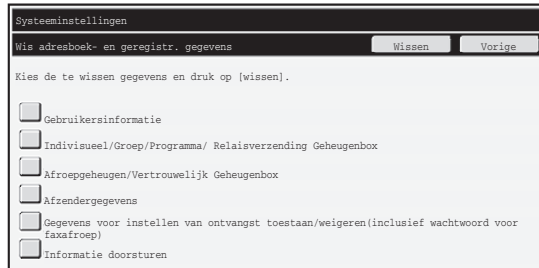 Systeeminstellingen
Wis adresboek- en geregistr. gegevens Wissen Vorige
Kies de te wissen gegevens en druk op [wissen].
Gebruikersinformatie
Indivisueel/Groep/Programma/ Relaisverzending Geheugenbox
Afroepgeheugen/Vertrouwelijk Geheugenbox
Afzendergegevens
Gegevens voor instellen van ontvangst toestaan/weigeren(inclusief wachtwoord voor
faxafroep)
Informatie doorsturen